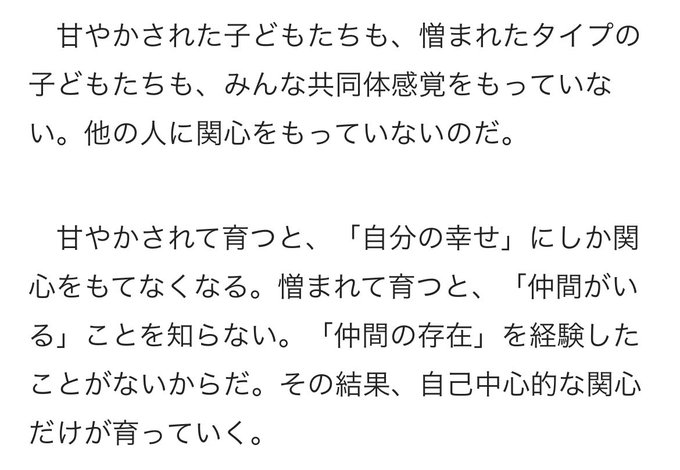 甘やかされた子どもたちも、憎まれたタイプの
子どもたちも、みんな共同体感覚をもっていな
い。他の人に関心をもっていないのだ。
甘やかされて育つと、「自分の幸せ」にしか関
心をもてなくなる。憎まれて育つと、「仲間がい
る」ことを知らない。「仲間の存在」を経験した
ことがないからだ。その結果、自己中心的な関心
だけが育っていく。